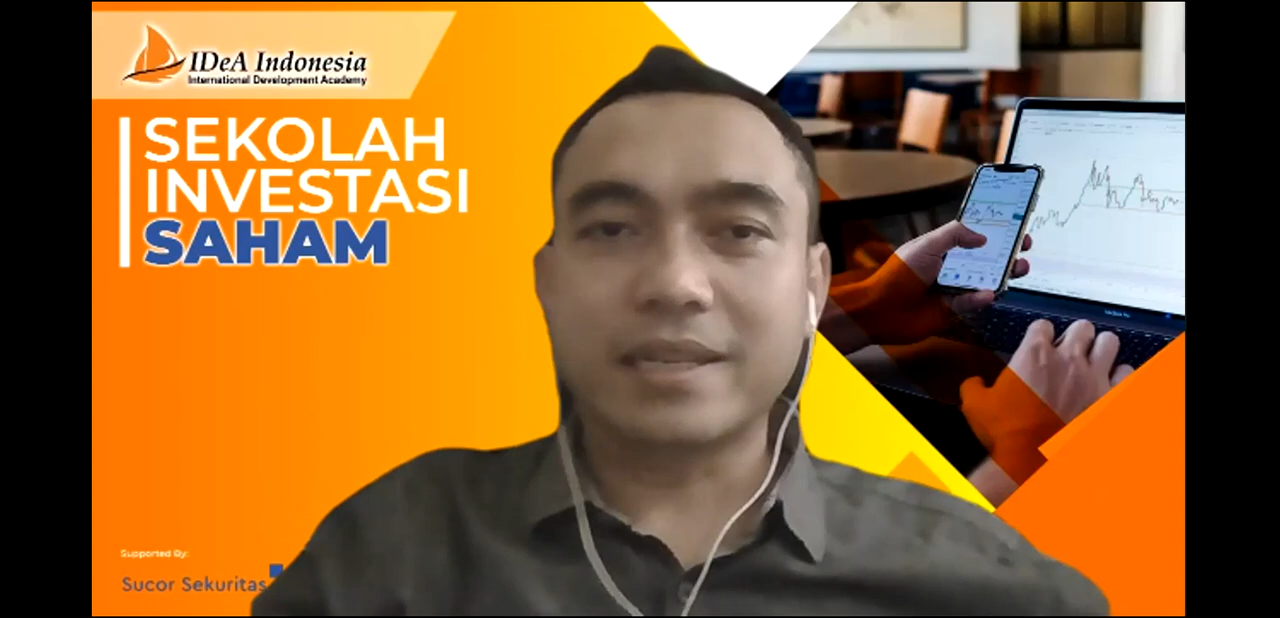 IDeA Indonesia
International Development Academy
SEKOLAH
INVESTASI
SAHAM
Supported By:
Sucor Sekuritas